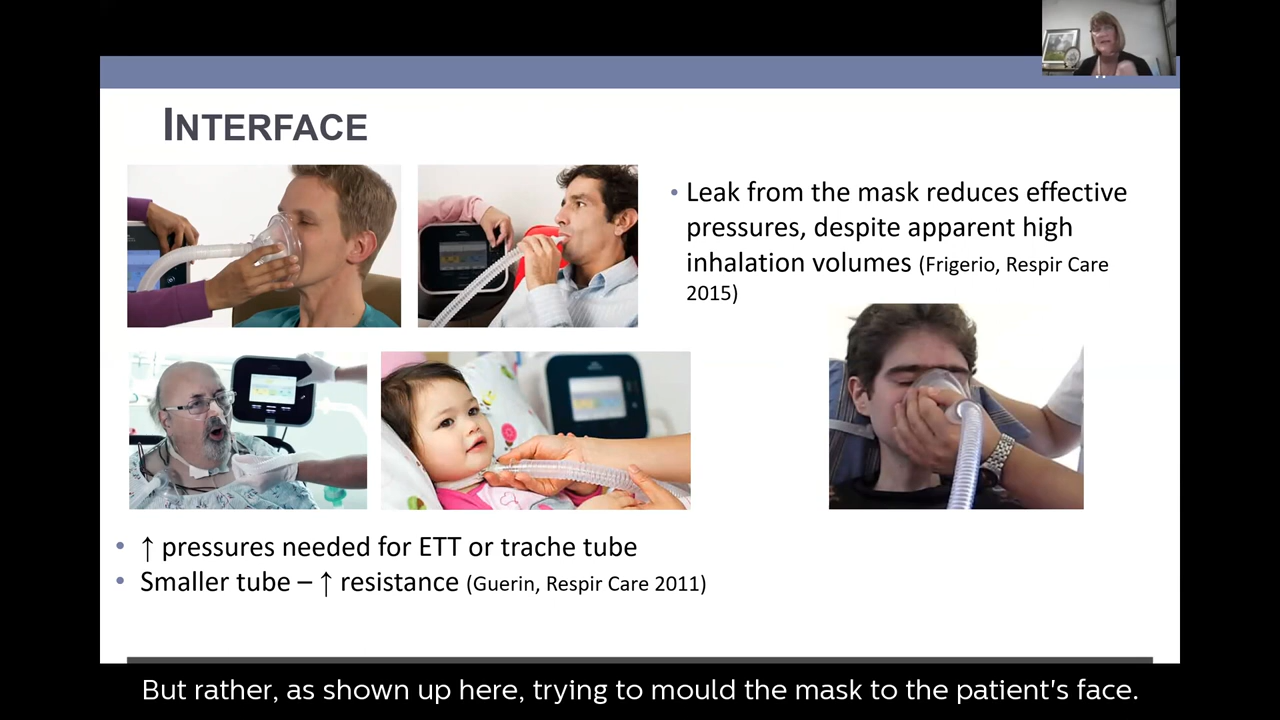 INTERFACE
• Leak from the mask reduces effective
pressures, despite apparent high
inhalation volumes (Frigerio, Respir Care
2015)
• ↑ pressures needed for ETT or trache tube
• Smaller tube – ↑ resistance (Guerin, Respir Care 2011)
But rather, as shown up here, trying to mould the mask to the patient's face.